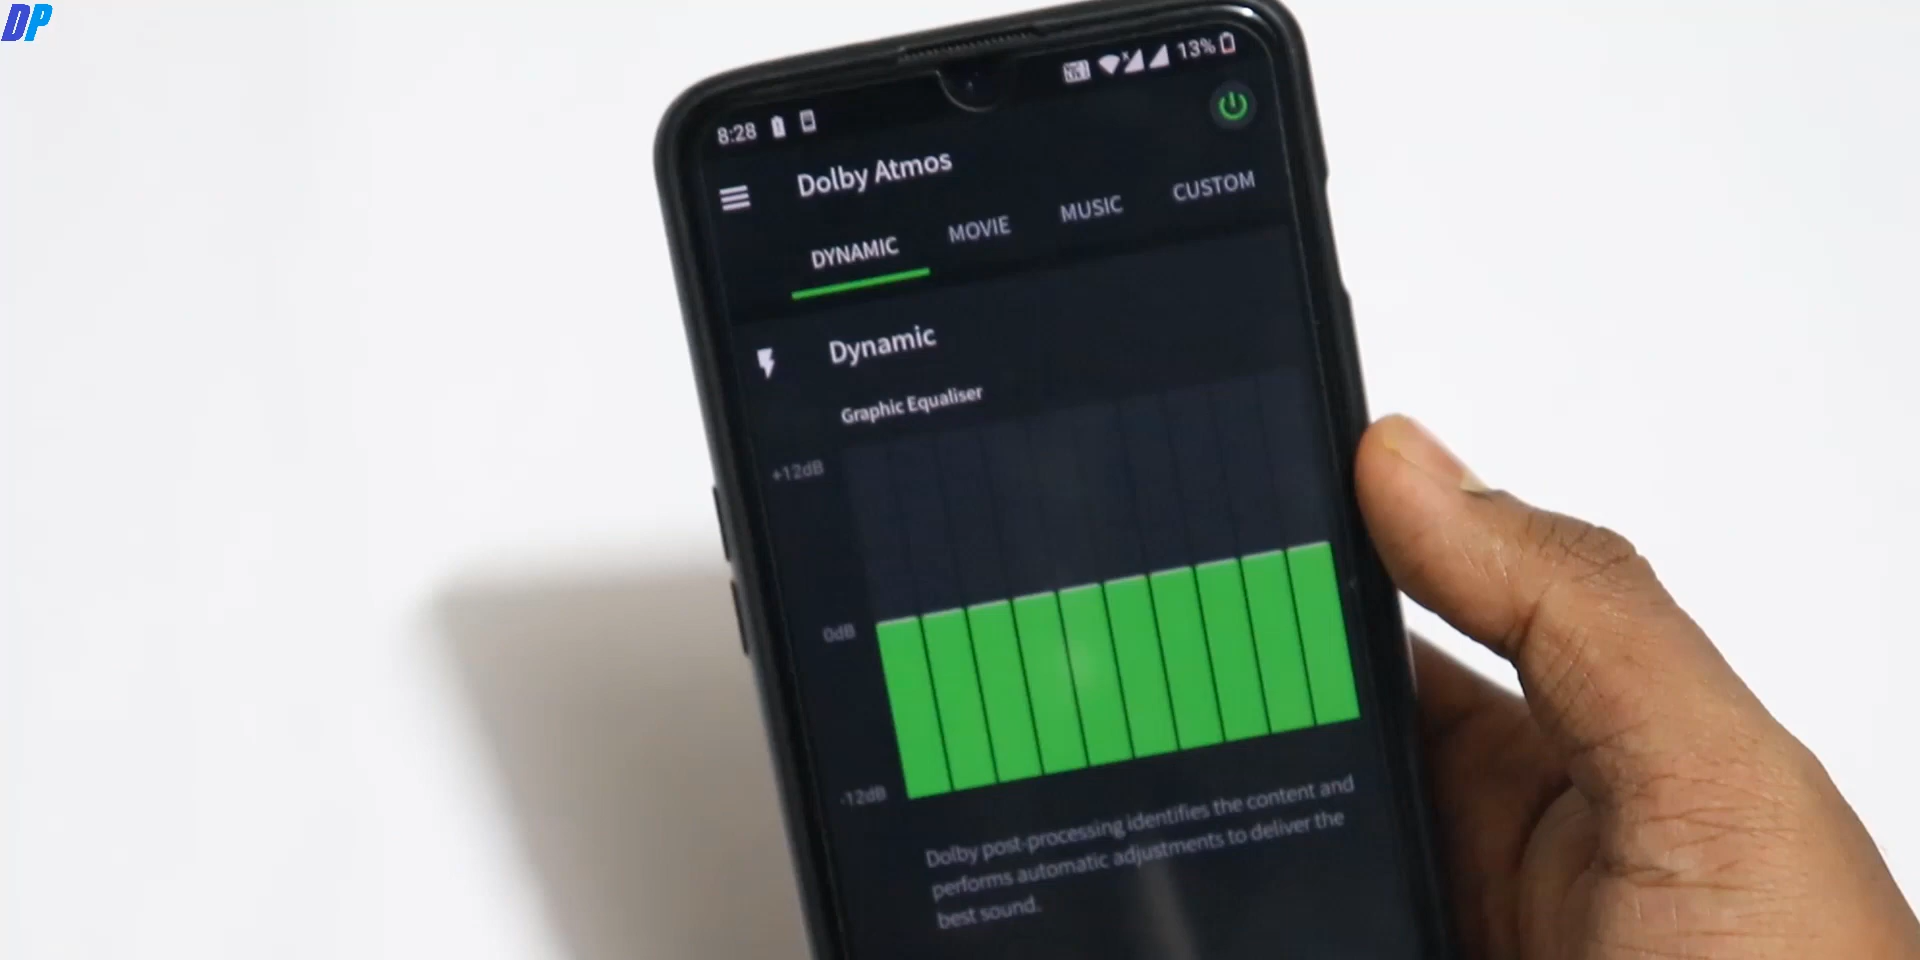 DP
8:28
13%
Dolby Atmos
DYNAMIC MOVIE MUSIC CUSTOM
Dynamic
Graphic Equaliser
+12dB
0dB
-12dB
Dolby post-processing identifies the content and
performs automatic adjustments to deliver the
best sound.